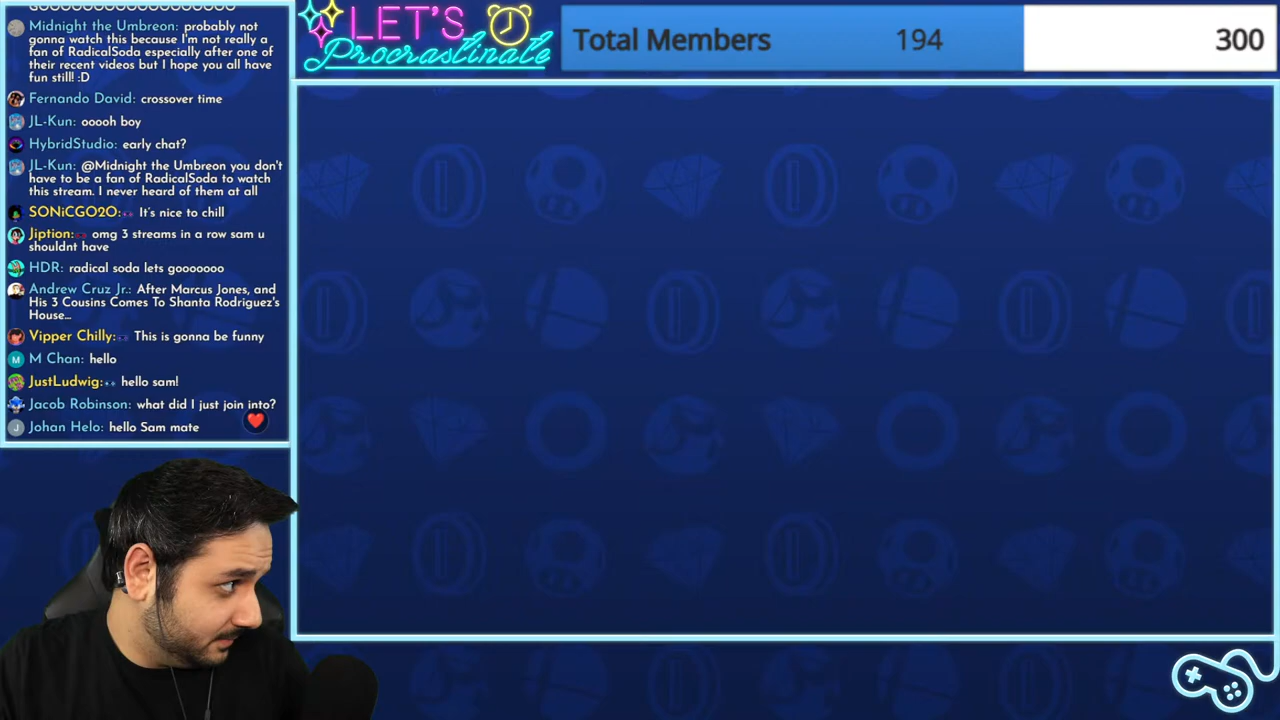 Midnight the Umbreon: probably not
gonna watch this because I'm not really a
fan of RadicalSoda especially after one of
their recent videos but I hope you all have
fun still! :D
Fernando David: crossover time
JL-Kun: ooooh boy
HybridStudio: early chat?
JL-Kun: @Midnight the Umbreon you don't
have to be a fan of RadicalSoda to watch
this stream. I never heard of them at all
SONiCGO2O: It's nice to chill
Jiption: omg 3 streams in a row sam u
shouldnt have
HDR: radical soda lets gooooooo
Andrew Cruz Jr.: After Marcus Jones, and
His 3 Cousins Comes To Shanta Rodriguez's
House...
Vipper Chilly: This is gonna be funny
M Chan: hello
JustLudwig: hello sam!
Jacob Robinson: what did I just join into?
Johan Helo: hello Sam mate
M
J
LET'S
Procrastinate
Total Members 194 300